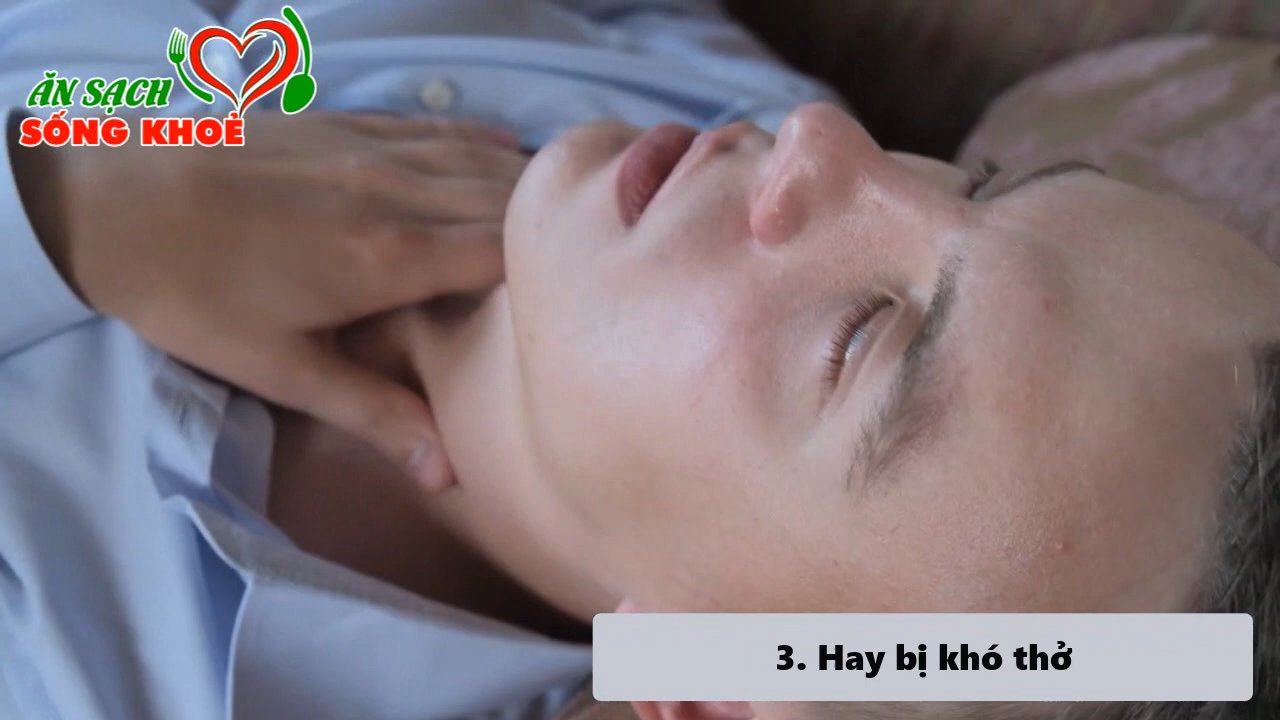 ĂN SẠCH
SỐNG KHOẺ
3. Hay bị khó thở